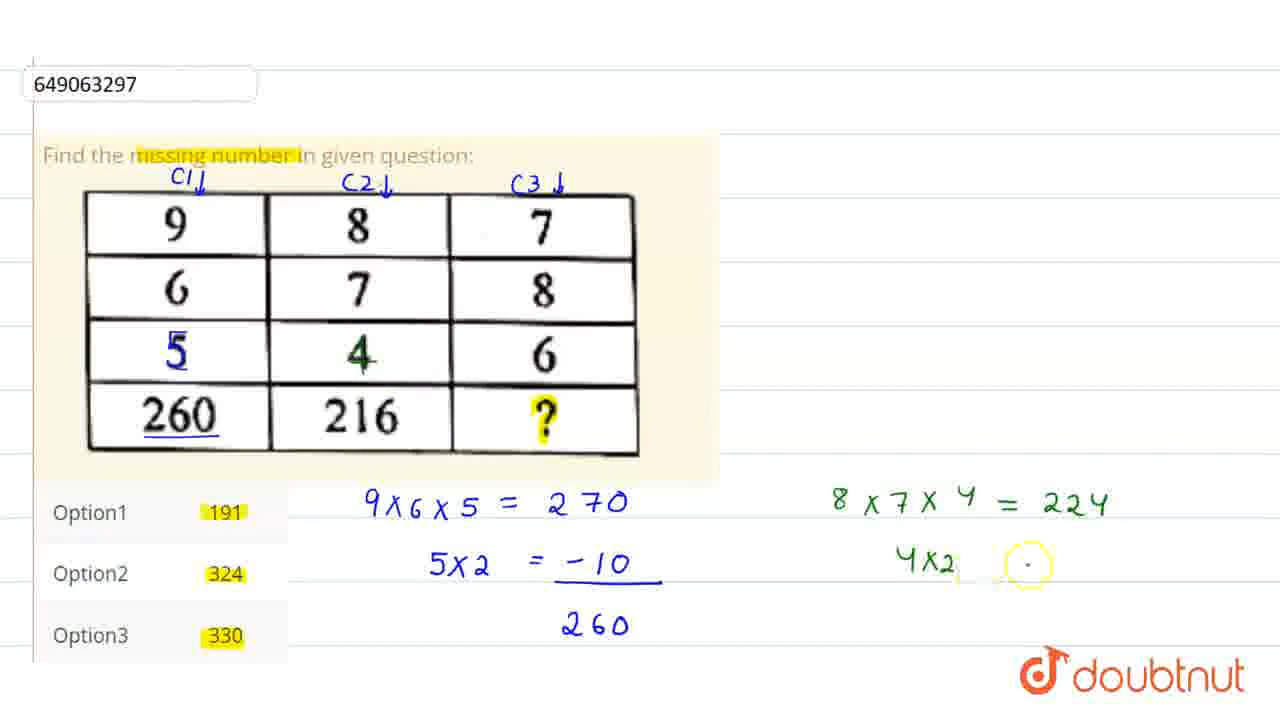 649063297
Find the missing number in given question:
C1↓ C2↓ C3↓
9 8 7
6 7 8
5 4 6
260 216 ?
Option1 191
Option2 324
Option3 330
9 × 6 × 5 = 270
5 × 2 = -10
260
8 × 7 × 4 = 224
4 × 2
doubtnut